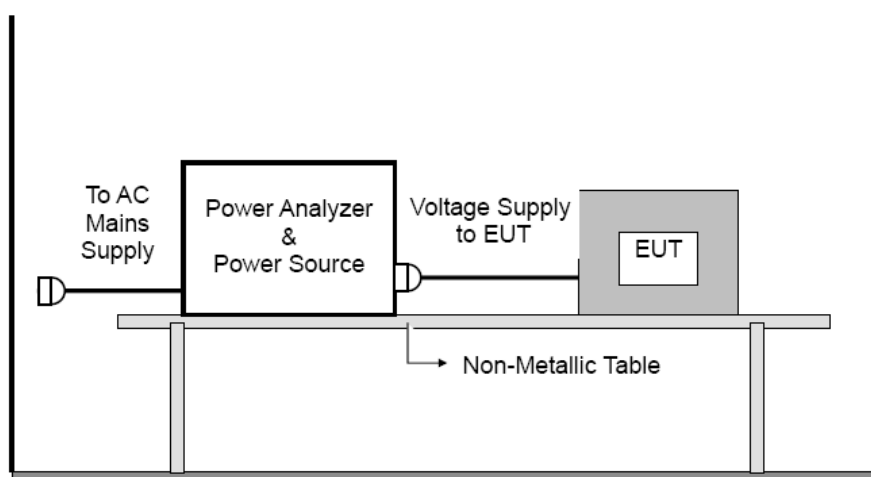 To AC
Mains
Supply
Power Analyzer
&
Power Source
Voltage Supply
to EUT
EUT
Non-Metallic Table